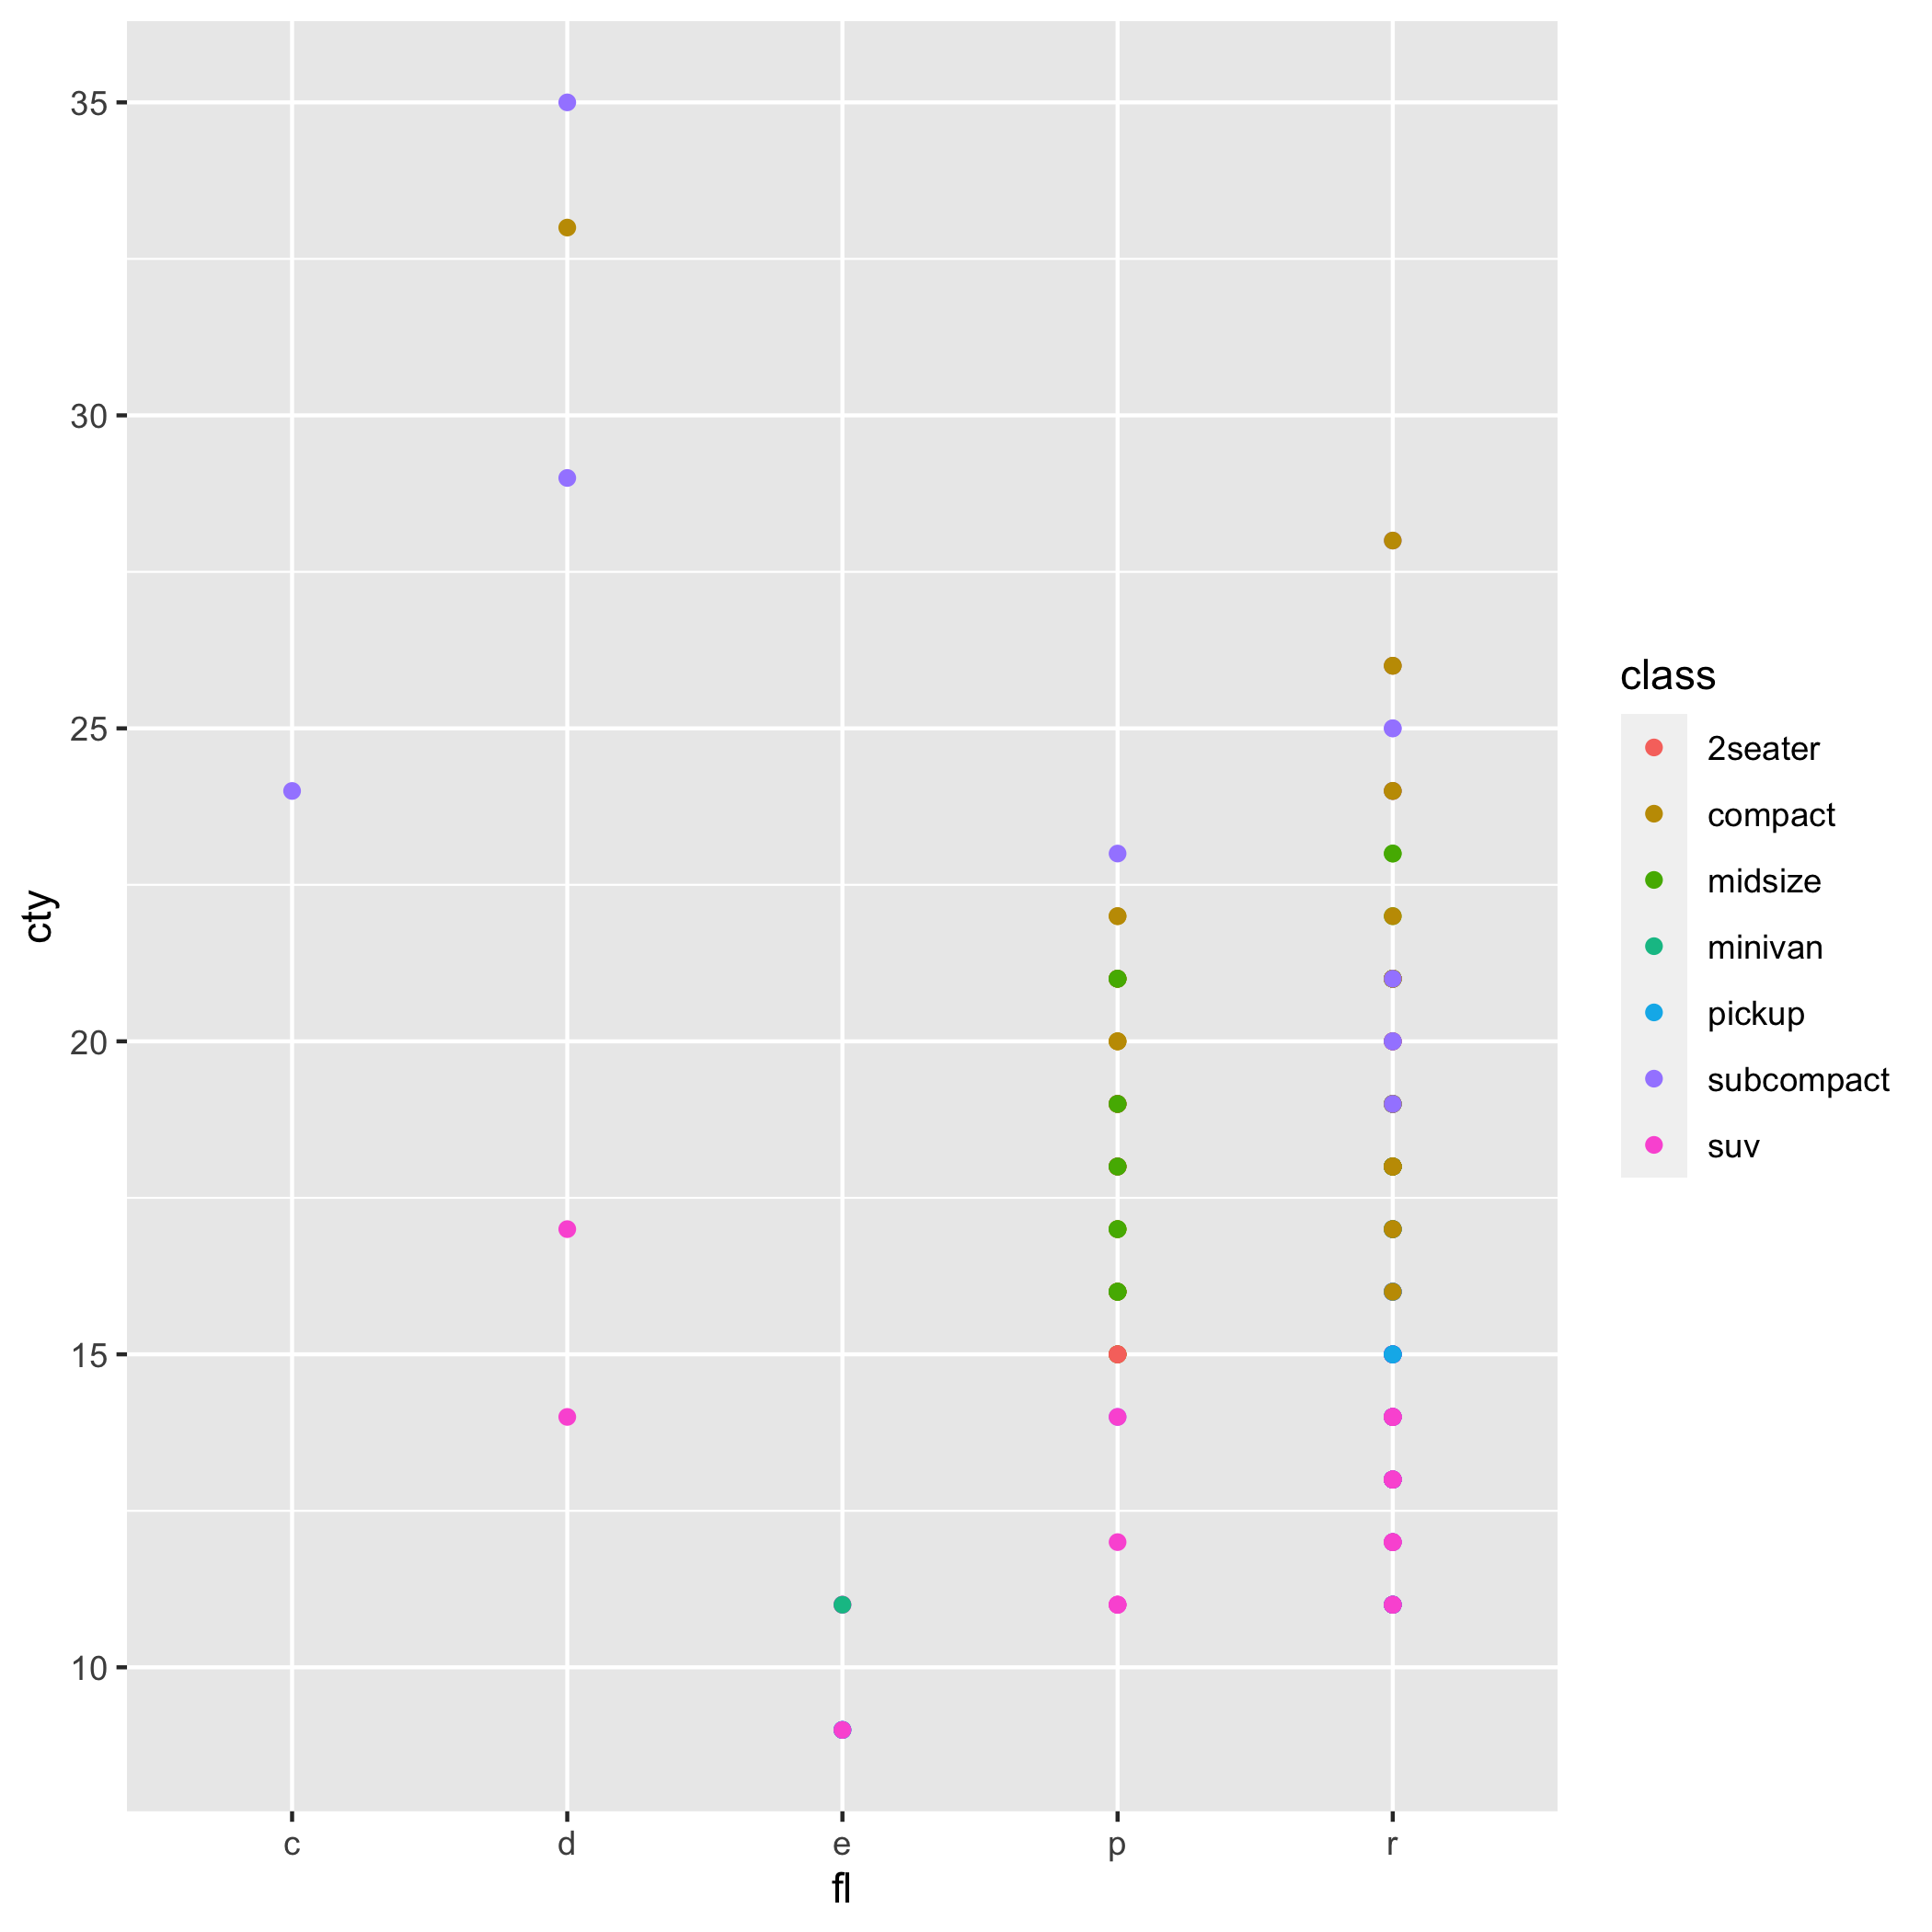 35
30
25
20
15
10
cty
c d e p r
fl
class
2seater
compact
midsize
minivan
pickup
subcompact
suv